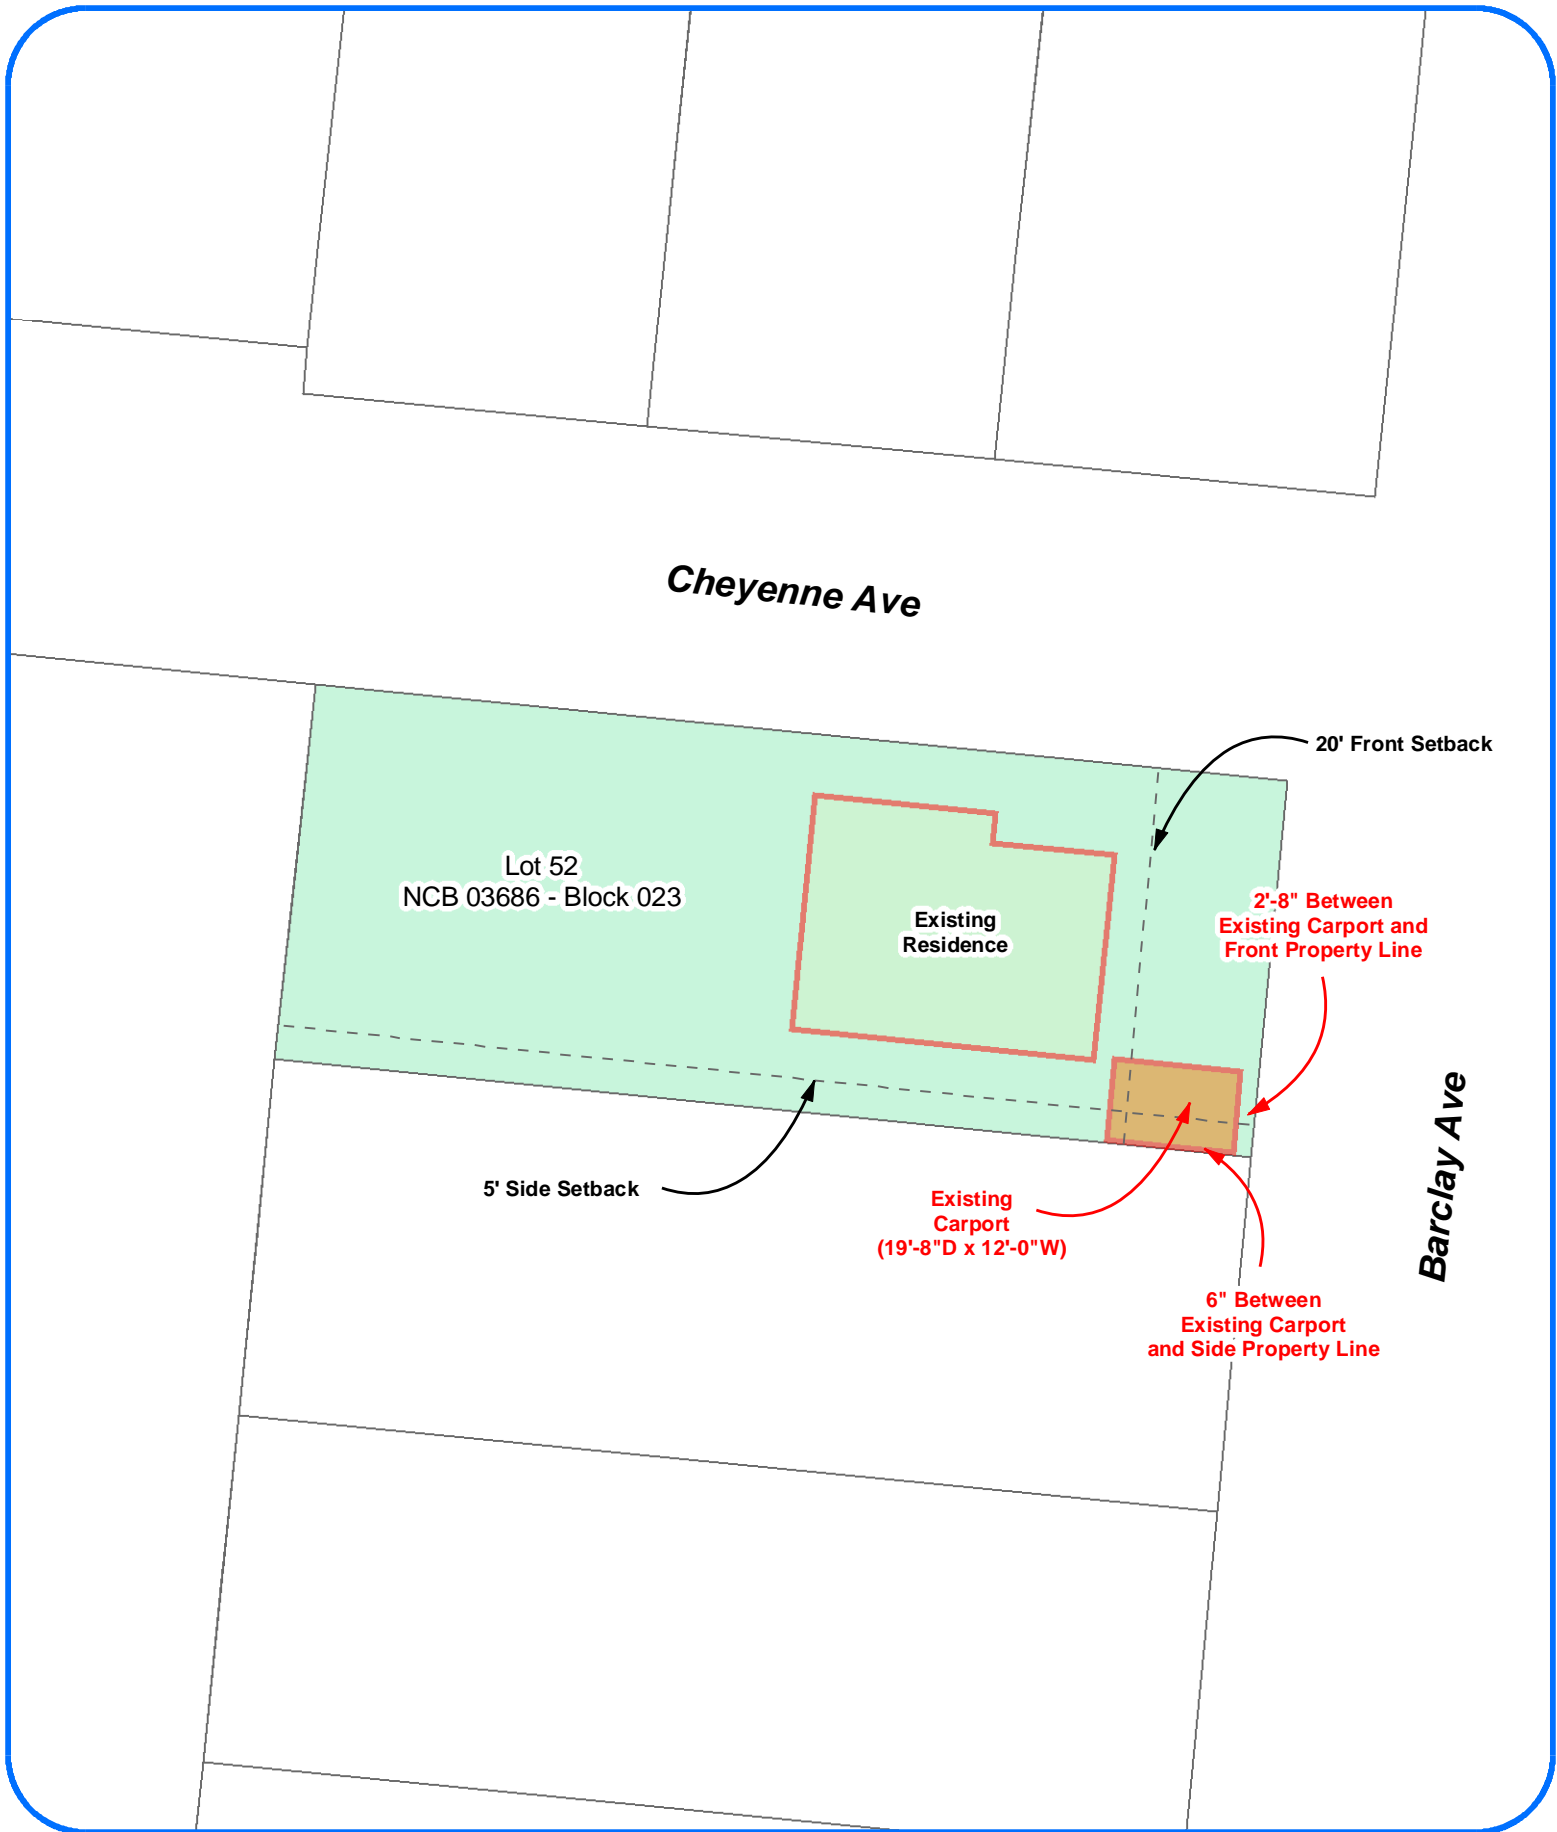 Cheyenne Ave
20' Front Setback
Lot 52
NCB 03686 - Block 023
Existing
Residence
2'-8" Between
Existing Carport and
Front Property Line
Barclay Ave
5' Side Setback
Existing
Carport
(19'-8"D x 12'-0"W)
6" Between
Existing Carport
and Side Property Line